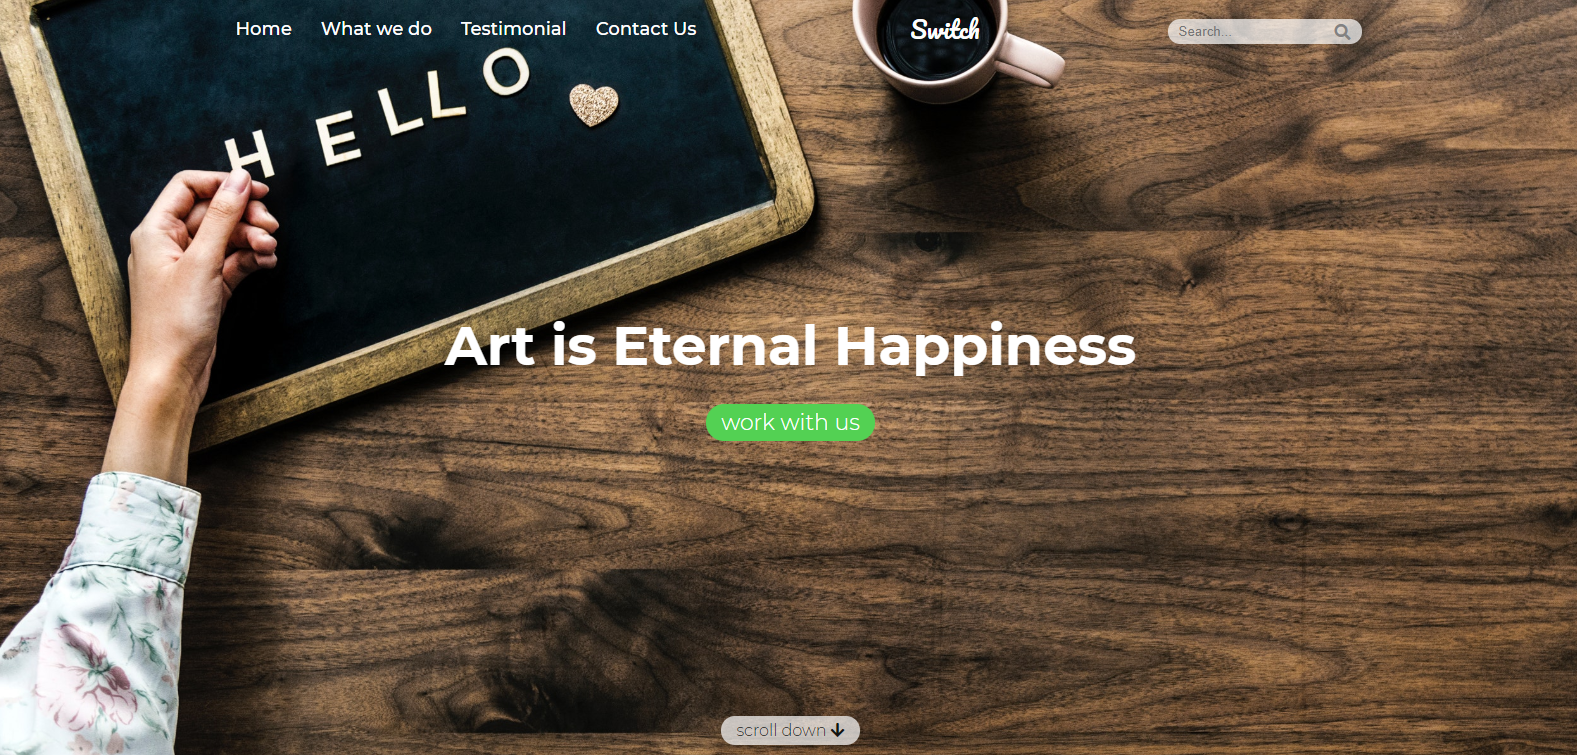 Home What we do Testimonial Contact Us Switch Search...
HELLO
Art is Eternal Happiness
work with us
scroll down